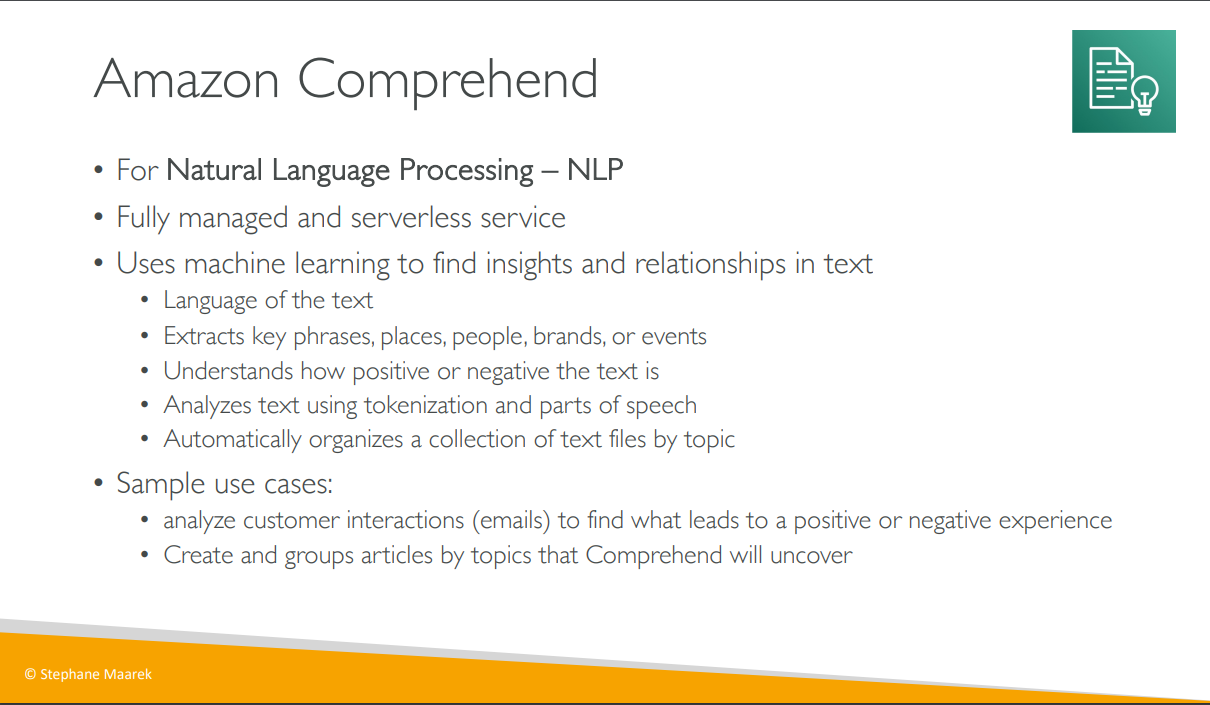 Amazon Comprehend
• For Natural Language Processing – NLP
• Fully managed and serverless service
• Uses machine learning to find insights and relationships in text
• Language of the text
• Extracts key phrases, places, people, brands, or events
• Understands how positive or negative the text is
• Analyzes text using tokenization and parts of speech
• Automatically organizes a collection of text files by topic
• Sample use cases:
• analyze customer interactions (emails) to find what leads to a positive or negative experience
• Create and groups articles by topics that Comprehend will uncover
© Stephane Maarek